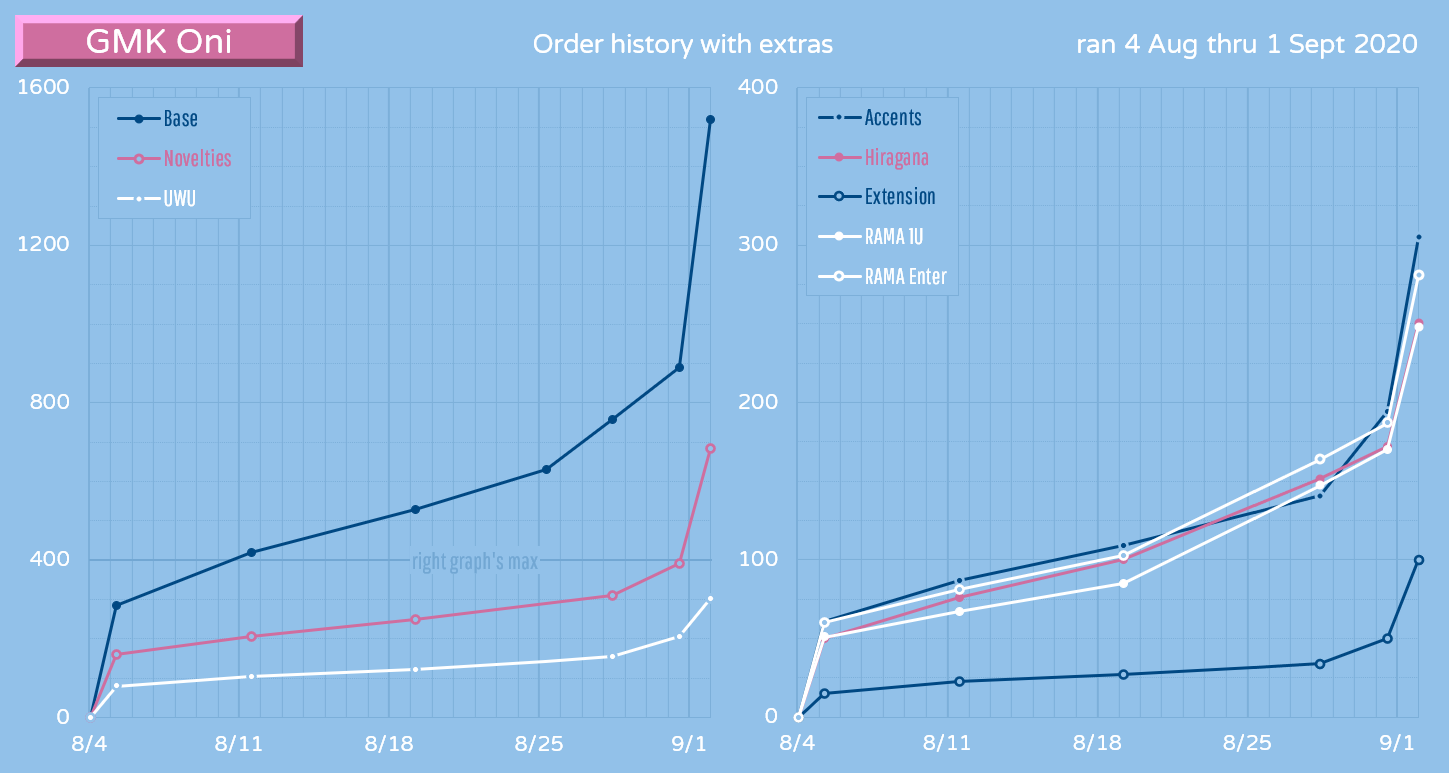 GMK Oni
Order history with extras
ran 4 Aug thru 1 Sept 2020
1600
1200
800
400
0
Base
Novelties
UWU
right graph's max
8/4
8/11
8/18
8/25
9/1
400
300
200
100
0
Accents
Hiragana
Extension
RAMA 1U
RAMA Enter
8/4
8/11
8/18
8/25
9/1